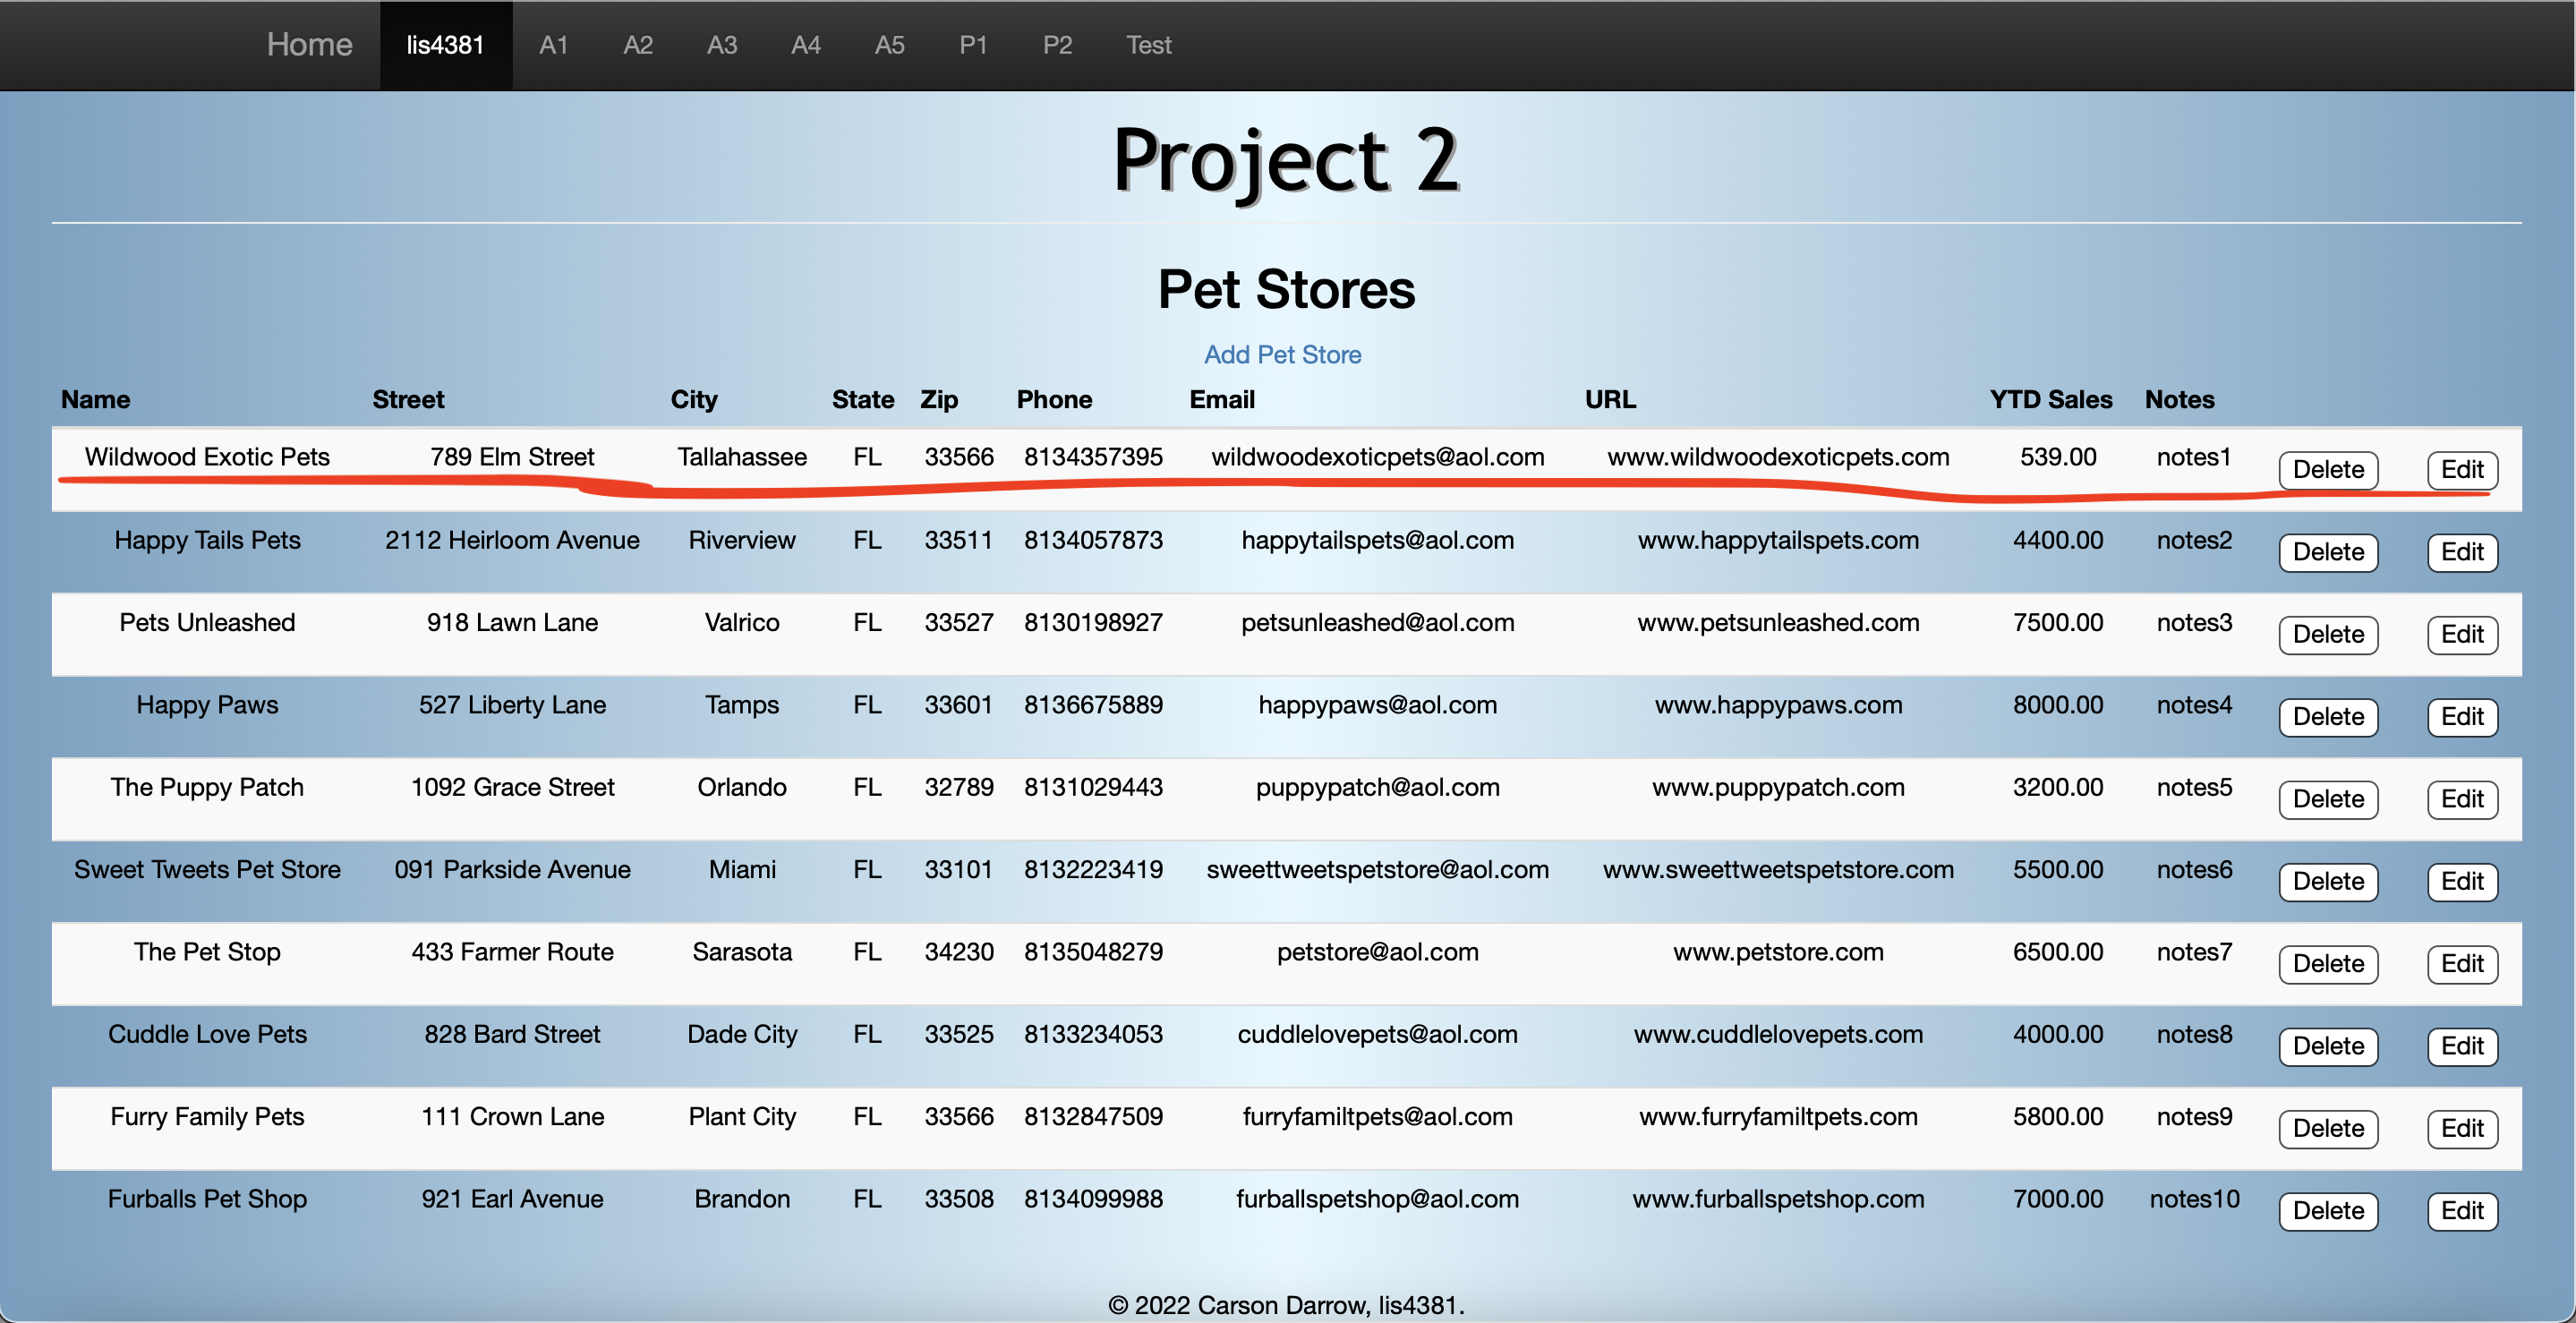 Home lis4381 A1 A2 A3 A4 A5 P1 P2 Test
Project 2
Pet Stores
Add Pet Store
Name Street City State Zip Phone Email URL YTD Sales Notes
Wildwood Exotic Pets 789 Elm Street Tallahassee FL 33566 8134357395 wildwoodexoticpets@aol.com www.wildwoodexoticpets.com 539.00 notes1 Delete Edit
Happy Tails Pets 2112 Heirloom Avenue Riverview FL 33511 8134057873 happytailspets@aol.com www.happytailspets.com 4400.00 notes2 Delete Edit
Pets Unleashed 918 Lawn Lane Valrico FL 33527 8130198927 petsunleashed@aol.com www.petsunleashed.com 7500.00 notes3 Delete Edit
Happy Paws 527 Liberty Lane Tamps FL 33601 8136675889 happypaws@aol.com www.happypaws.com 8000.00 notes4 Delete Edit
The Puppy Patch 1092 Grace Street Orlando FL 32789 8131029443 puppypatch@aol.com www.puppypatch.com 3200.00 notes5 Delete Edit
Sweet Tweets Pet Store 091 Parkside Avenue Miami FL 33101 8132223419 sweettweetspetstore@aol.com www.sweettweetspetstore.com 5500.00 notes6 Delete Edit
The Pet Stop 433 Farmer Route Sarasota FL 34230 8135048279 petstore@aol.com www.petstore.com 6500.00 notes7 Delete Edit
Cuddle Love Pets 828 Bard Street Dade City FL 33525 8133234053 cuddlelovepets@aol.com www.cuddlelovepets.com 4000.00 notes8 Delete Edit
Furry Family Pets 111 Crown Lane Plant City FL 33566 8132847509 furryfamiltpets@aol.com www.furryfamiltpets.com 5800.00 notes9 Delete Edit
Furballs Pet Shop 921 Earl Avenue Brandon FL 33508 8134099988 furballspetshop@aol.com www.furballspetshop.com 7000.00 notes10 Delete Edit
© 2022 Carson Darrow, lis4381.